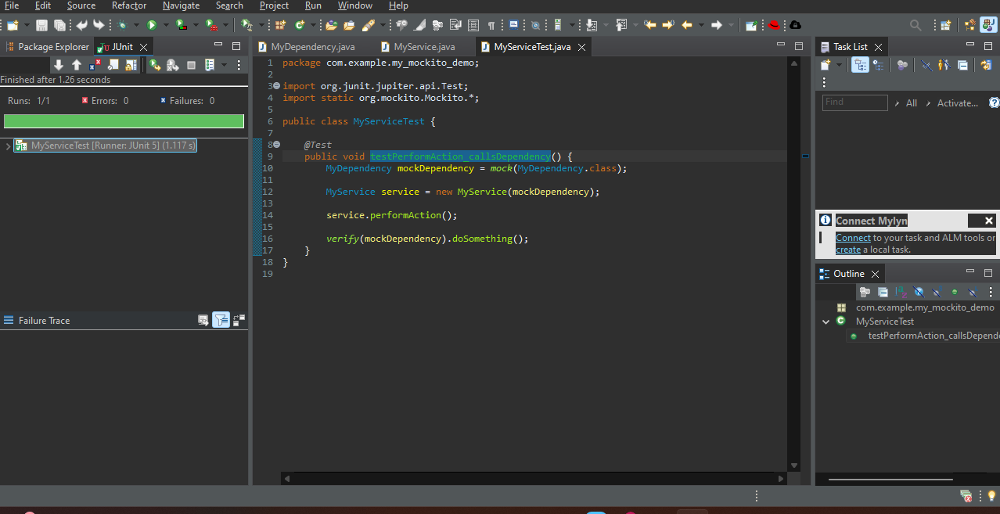 File Edit Source Refactor Navigate Search Project Run Window Help
Package Explorer JUnit
Finished after 1.26 seconds
Runs: 1/1 Errors: 0 Failures: 0
MyServiceTest [Runner: JUnit 5] (1.117 s)
Failure Trace
MyDependency.java MyService.java MyServiceTest.java
1 package com.example.my_mockito_demo;
2
3 import org.junit.jupiter.api.Test;
4 import static org.mockito.Mockito.*;
5
6 public class MyServiceTest {
7
8 @Test
9 public void testPerformAction_callsDependency() {
10 MyDependency mockDependency = mock(MyDependency.class);
11
12 MyService service = new MyService(mockDependency);
13
14 service.performAction();
15
16 verify(mockDependency).doSomething();
17 }
18 }
19
Task List
Find All Activate...
Connect Mylyn
Connect to your task and ALM tools or
create a local task.
Outline
com.example.my_mockito_demo
MyServiceTest
testPerformAction_callsDepend